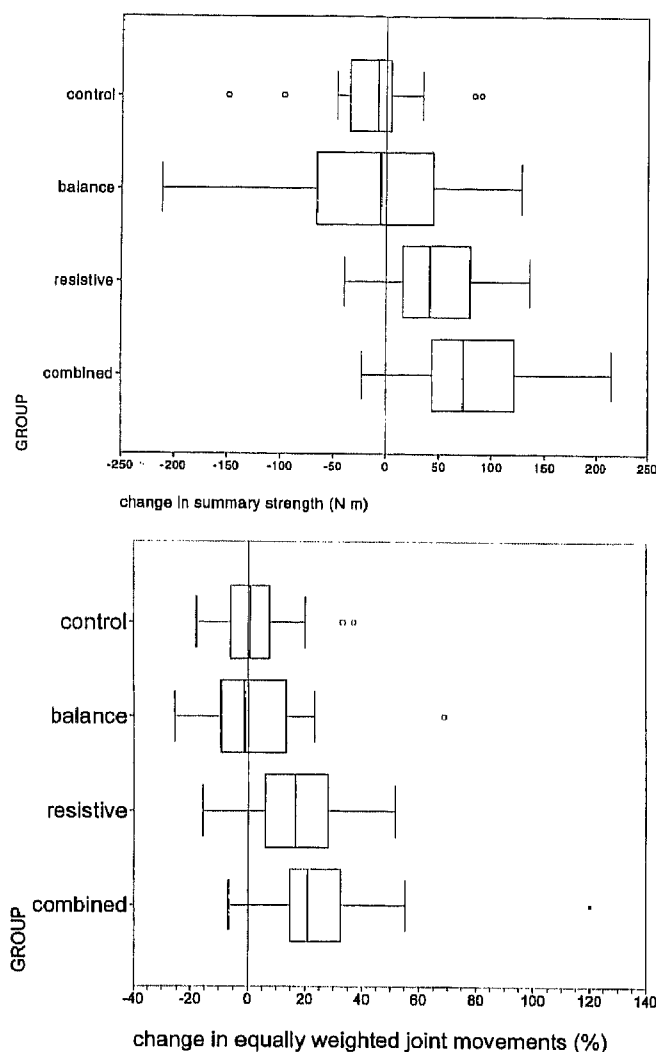 control
balance
resistive
combined
GROUP
-250 -200 -150 -100 -50 0 50 100 150 200 250
change in summary strength (N m)
control
balance
resistive
combined
GROUP
-40 -20 0 20 40 60 80 100 120 140
change in equally weighted joint movements (%)